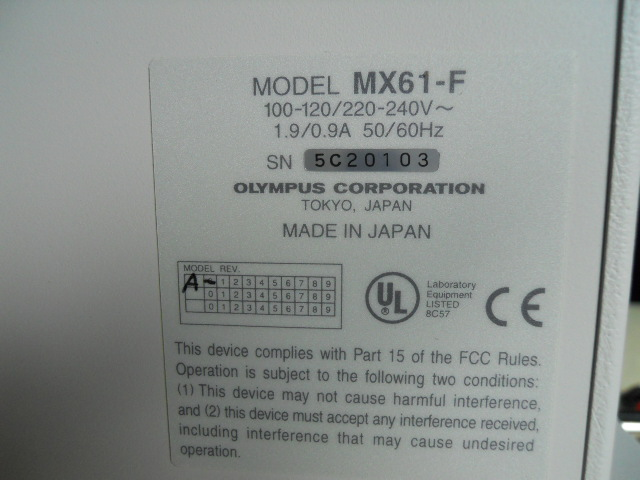 MODEL MX61-F
100-120/220-240V～
1.9/0.9A 50/60Hz
SN 5C20103
OLYMPUS CORPORATION
TOKYO, JAPAN
MADE IN JAPAN
MODEL REV.
A 1 2 3 4 5 6 7 8 9
0 1 2 3 4 5 6 7 8 9
0 1 2 3 4 5 6 7 8 9
UL
Laboratory
Equipment
LISTED
8C57
CE
This device complies with Part 15 of the FCC Rules.
Operation is subject to the following two conditions:
(1) This device may not cause harmful interference,
and (2) this device must accept any interference received,
including interference that may cause undesired
operation.